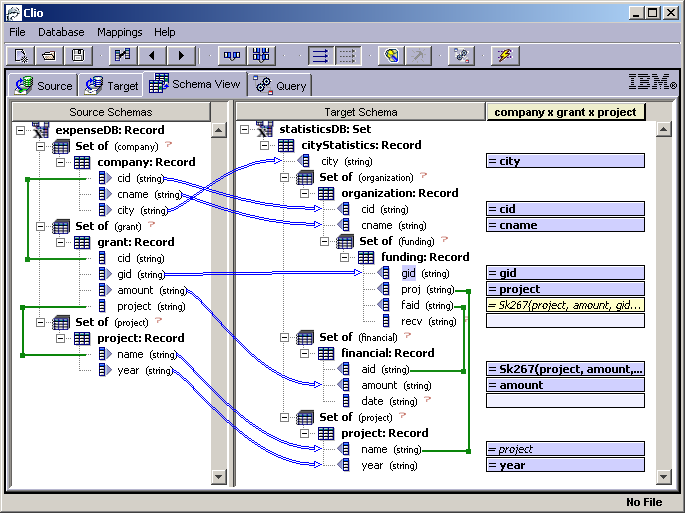 Clio
File Database Mappings Help
Source Target Schema View Query IBM
Source Schemas Target Schema company x grant x project
expenseDB: Record statisticsDB: Set
Set of (company) ? cityStatistics: Record
company: Record city (string) = city
cid (string) Set of (organization) ?
cname (string) organization: Record
city (string) cid (string) = cid
Set of (grant) ? cname (string) = cname
grant: Record Set of (funding) ?
cid (string) funding: Record
gid (string) gid (string) = gid
amount (string) proj (string) = project
project (string) faid (string) = Sk267(project, amount, gid...
Set of (project) ? recv (string) ?
project: Record Set of (financial) ?
name (string) financial: Record
year (string) aid (string) = Sk267(project, amount,...
amount (string) = amount
date (string) ?
Set of (project) ?
project: Record
name (string) = project
year (string) = year
No File